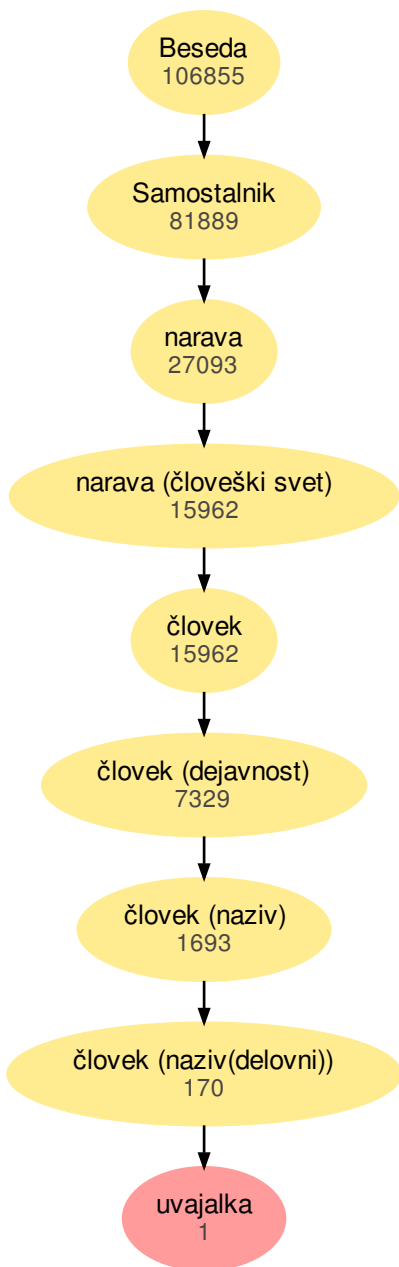 Beseda
106855
Samostalnik
81889
narava
27093
narava (človeški svet)
15962
človek
15962
človek (dejavnost)
7329
človek (naziv)
1693
človek (naziv(delovni))
170
uvajalka
1